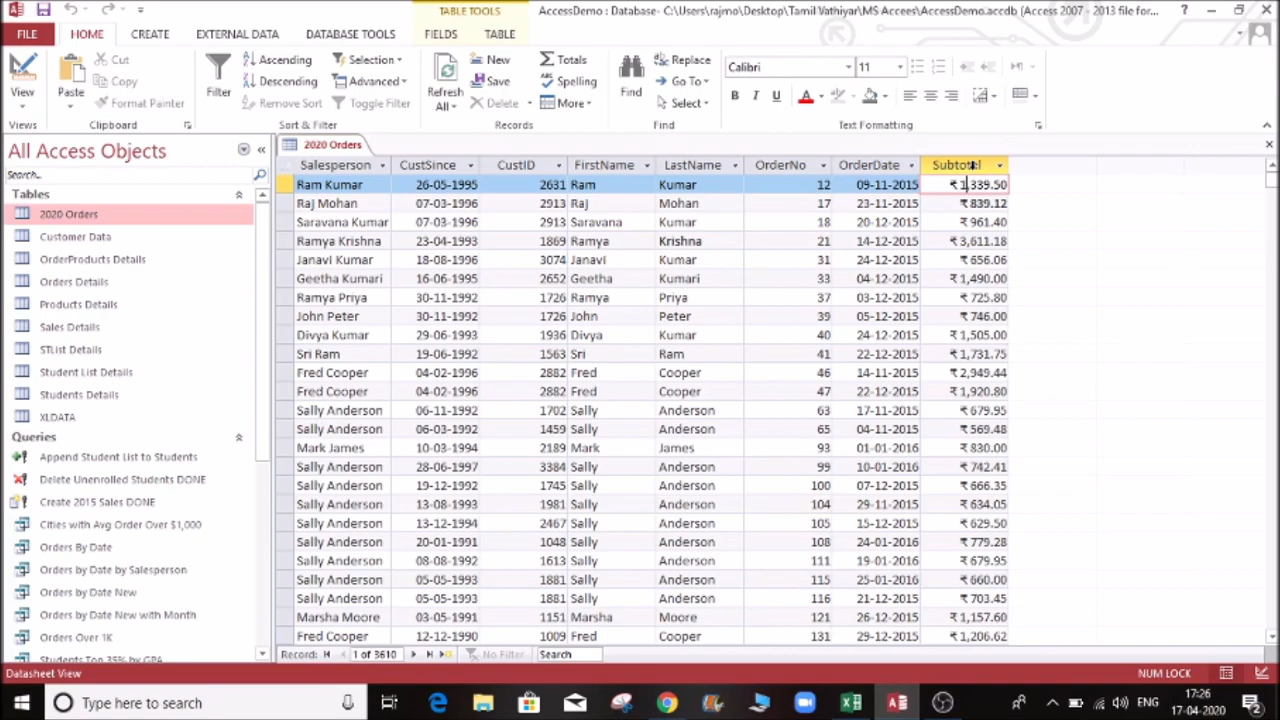 TABLE TOOLS
AccessDemo : Database- C:\Users\rajmo\Desktop\Tamil Vathiyar\MS Accees\AccessDemo.accdb (Access 2007 - 2013 file for...
FILE HOME CREATE EXTERNAL DATA DATABASE TOOLS FIELDS TABLE
View Paste Cut Copy Format Painter
Filter Ascending Descending Remove Sort Selection Advanced Toggle Filter
Refresh All New Save Delete Totals Spelling More
Find Replace Go To Select
Calibri 11
B I U A
Views Clipboard Sort & Filter Records Find Text Formatting
All Access Objects
Search...
Tables
2020 Orders
Customer Data
OrderProducts Details
Orders Details
Products Details
Sales Details
STList Details
Student List Details
Students Details
XLDATA
Queries
Append Student List to Students
Delete Unenrolled Students DONE
Create 2015 Sales DONE
Cities with Avg Order Over $1,000
Orders By Date
Orders by Date by Salesperson
Orders by Date New
Orders by Date New with Month
Orders Over 1K
Students Top 35% by GPA
2020 Orders
Salesperson CustSince CustID FirstName LastName OrderNo OrderDate Subtotal
Ram Kumar 26-05-1995 2631 Ram Kumar 12 09-11-2015 ₹ 1,339.50
Raj Mohan 07-03-1996 2913 Raj Mohan 17 23-11-2015 ₹ 839.12
Saravana Kumar 07-03-1996 2913 Saravana Kumar 18 20-12-2015 ₹ 961.40
Ramya Krishna 23-04-1993 1869 Ramya Krishna 21 14-12-2015 ₹ 3,611.18
Janavi Kumar 18-08-1996 3074 Janavi Kumar 31 24-12-2015 ₹ 656.06
Geetha Kumari 16-06-1995 2652 Geetha Kumari 33 04-12-2015 ₹ 1,490.00
Ramya Priya 30-11-1992 1726 Ramya Priya 37 03-12-2015 ₹ 725.80
John Peter 30-11-1992 1726 John Peter 39 05-12-2015 ₹ 746.00
Divya Kumar 29-06-1993 1936 Divya Kumar 40 24-12-2015 ₹ 1,505.00
Sri Ram 19-06-1992 1563 Sri Ram 41 22-12-2015 ₹ 1,731.75
Fred Cooper 04-02-1996 2882 Fred Cooper 46 14-11-2015 ₹ 2,949.44
Fred Cooper 04-02-1996 2882 Fred Cooper 47 22-12-2015 ₹ 1,920.80
Sally Anderson 06-11-1992 1702 Sally Anderson 63 17-11-2015 ₹ 679.95
Sally Anderson 06-03-1992 1459 Sally Anderson 65 04-11-2015 ₹ 569.48
Mark James 10-03-1994 2189 Mark James 93 01-01-2016 ₹ 830.00
Sally Anderson 28-06-1997 3384 Sally Anderson 99 10-01-2016 ₹ 742.41
Sally Anderson 19-12-1992 1745 Sally Anderson 100 07-12-2015 ₹ 666.35
Sally Anderson 13-08-1993 1981 Sally Anderson 104 29-11-2015 ₹ 634.05
Sally Anderson 13-12-1994 2467 Sally Anderson 105 15-12-2015 ₹ 629.50
Sally Anderson 20-01-1991 1048 Sally Anderson 108 24-01-2016 ₹ 779.28
Sally Anderson 08-08-1992 1613 Sally Anderson 111 19-01-2016 ₹ 679.95
Sally Anderson 05-05-1993 1881 Sally Anderson 115 25-01-2016 ₹ 660.00
Sally Anderson 05-05-1993 1881 Sally Anderson 116 21-12-2015 ₹ 703.45
Marsha Moore 03-05-1991 1151 Marsha Moore 121 26-12-2015 ₹ 1,157.60
Fred Cooper 12-12-1990 1009 Fred Cooper 131 29-12-2015 ₹ 1,206.62
Record: 1 of 3610 No Filter Search
Datasheet View NUM LOCK
Type here to search
ENG
17:26
17-04-2020
2